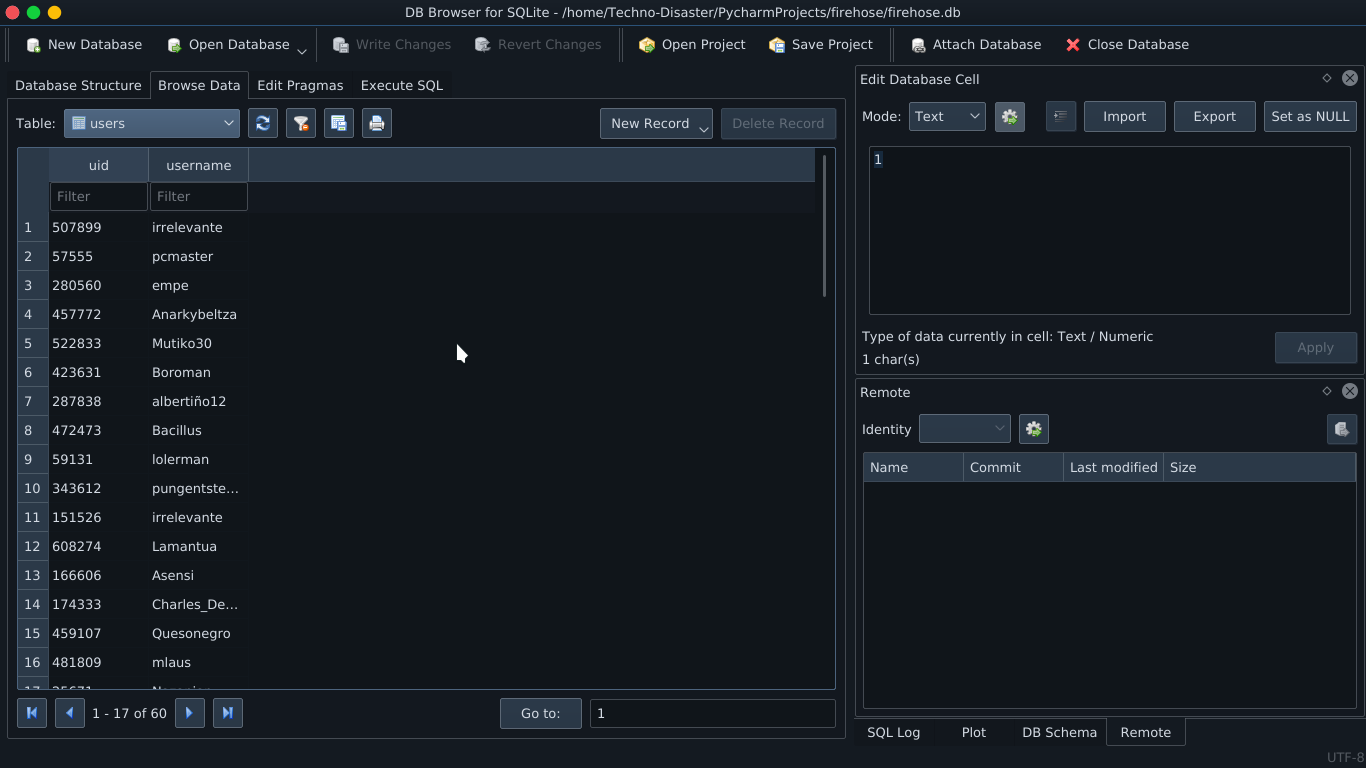 DB Browser for SQLite - /home/Techno-Disaster/PycharmProjects/firehose/firehose.db
New Database Open Database Write Changes Revert Changes Open Project Save Project Attach Database Close Database
Database Structure Browse Data Edit Pragmas Execute SQL
Table: users New Record Delete Record
uid username
Filter Filter
1 507899 irrelevante
2 57555 pcmaster
3 280560 empe
4 457772 Anarkybeltza
5 522833 Mutiko30
6 423631 Boroman
7 287838 albertiño12
8 472473 Bacillus
9 59131 lolerman
10 343612 pungentste...
11 151526 irrelevante
12 608274 Lamantua
13 166606 Asensi
14 174333 Charles_De...
15 459107 Quesonegro
16 481809 mlaus
1 - 17 of 60 Go to: 1
Edit Database Cell
Mode: Text Import Export Set as NULL
1
Type of data currently in cell: Text / Numeric
1 char(s)
Apply
Remote
Identity
Name Commit Last modified Size
SQL Log Plot DB Schema Remote
UTF-8